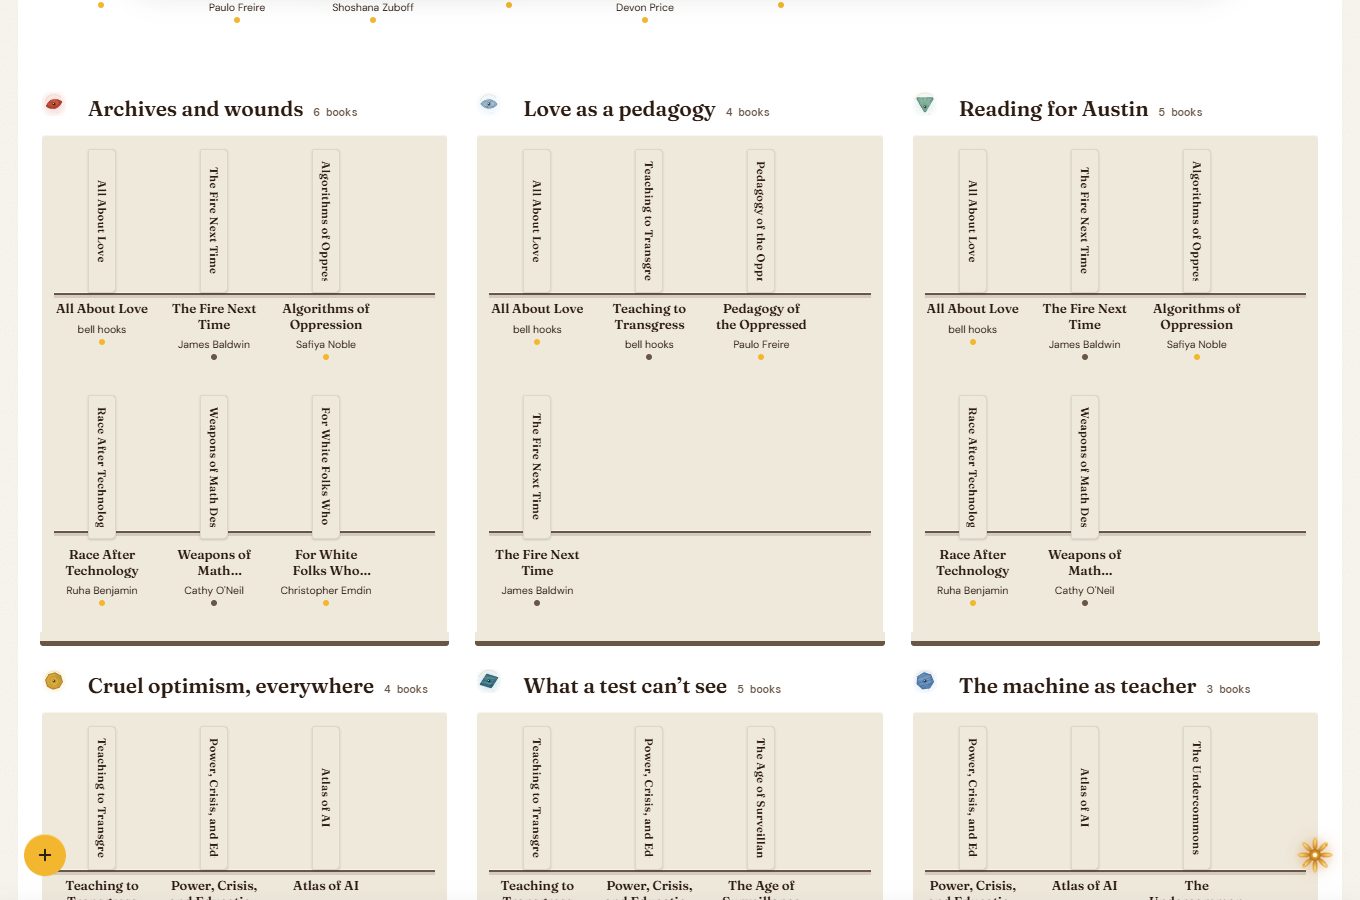 Paulo Freire
Shoshana Zuboff
Devon Price
Archives and wounds 6 books
Love as a pedagogy 4 books
Reading for Austin 5 books
All About Love
The Fire Next Time
Algorithms of Oppres
All About Love
Teaching to Transgre
Pedagogy of the Oppr
All About Love
The Fire Next Time
Algorithms of Oppres
All About Love
bell hooks
The Fire Next
Time
James Baldwin
Algorithms of
Oppression
Safiya Noble
All About Love
bell hooks
Teaching to
Transgress
bell hooks
Pedagogy of
the Oppressed
Paulo Freire
All About Love
bell hooks
The Fire Next
Time
James Baldwin
Algorithms of
Oppression
Safiya Noble
Race After Technolog
Weapons of Math Des
For White Folks Who
The Fire Next Time
Race After Technolog
Weapons of Math Des
Race After
Technology
Ruha Benjamin
Weapons of
Math...
Cathy O'Neil
For White
Folks Who...
Christopher Emdin
The Fire Next
Time
James Baldwin
Race After
Technology
Ruha Benjamin
Weapons of
Math...
Cathy O'Neil
Cruel optimism, everywhere 4 books
What a test can’t see 5 books
The machine as teacher 3 books
Teaching to Transgre
Power, Crisis, and Ed
Atlas of AI
Teaching to Transgre
Power, Crisis, and Ed
The Age of Surveillan
Power, Crisis, and Ed
Atlas of AI
The Undercommons
Teaching to
Power, Crisis,
Atlas of AI
Teaching to
Power, Crisis,
The Age of
Power, Crisis,
Atlas of AI
The